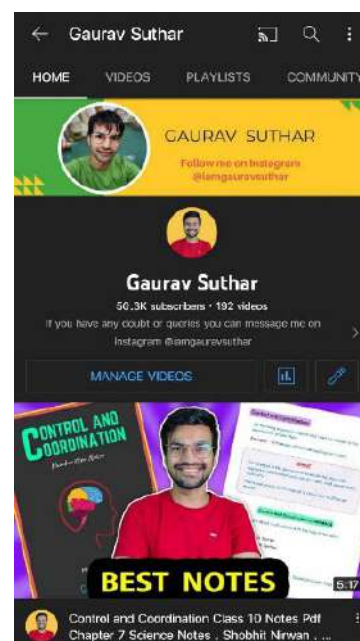 Gaurav Suthar
HOME VIDEOS PLAYLISTS COMMUNITY
GAURAV SUTHAR
Follow me on Instagram
@iamgauravsuthar
Gaurav Suthar
50.3K subscribers • 192 videos
If you have any doubt or queries you can message me on
Instagram @iamgauravsuthar
MANAGE VIDEOS
CONTROL AND
COORDINATION
BEST NOTES
5:17
Control and Coordination Class 10 Notes Pdf
Chapter 7 Science Notes . Shobhit Nirwan . ...